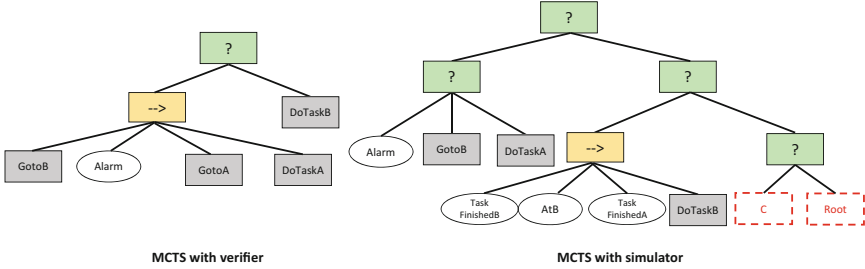 ?
?
?
?
-->
DoTaskB
Alarm
GotoB
DoTaskA
-->
?
GotoB
Alarm
GotoA
DoTaskA
Task
FinishedB
AtB
Task
FinishedA
DoTaskB
C
Root
MCTS with verifier
MCTS with simulator